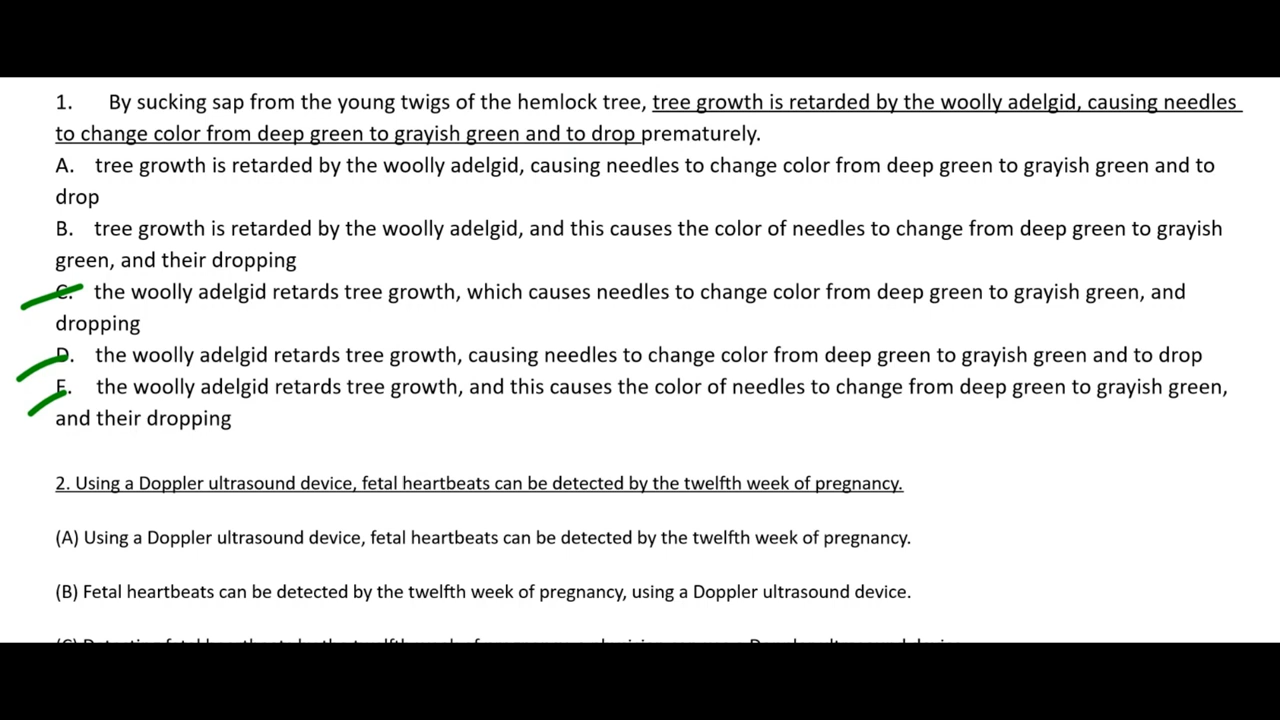 1. By sucking sap from the young twigs of the hemlock tree, tree growth is retarded by the woolly adelgid, causing needles
to change color from deep green to grayish green and to drop prematurely.
A. tree growth is retarded by the woolly adelgid, causing needles to change color from deep green to grayish green and to
drop
B. tree growth is retarded by the woolly adelgid, and this causes the color of needles to change from deep green to grayish
green, and their dropping
C. the woolly adelgid retards tree growth, which causes needles to change color from deep green to grayish green, and
dropping
D. the woolly adelgid retards tree growth, causing needles to change color from deep green to grayish green and to drop
E. the woolly adelgid retards tree growth, and this causes the color of needles to change from deep green to grayish green,
and their dropping
2. Using a Doppler ultrasound device, fetal heartbeats can be detected by the twelfth week of pregnancy.
(A) Using a Doppler ultrasound device, fetal heartbeats can be detected by the twelfth week of pregnancy.
(B) Fetal heartbeats can be detected by the twelfth week of pregnancy, using a Doppler ultrasound device.